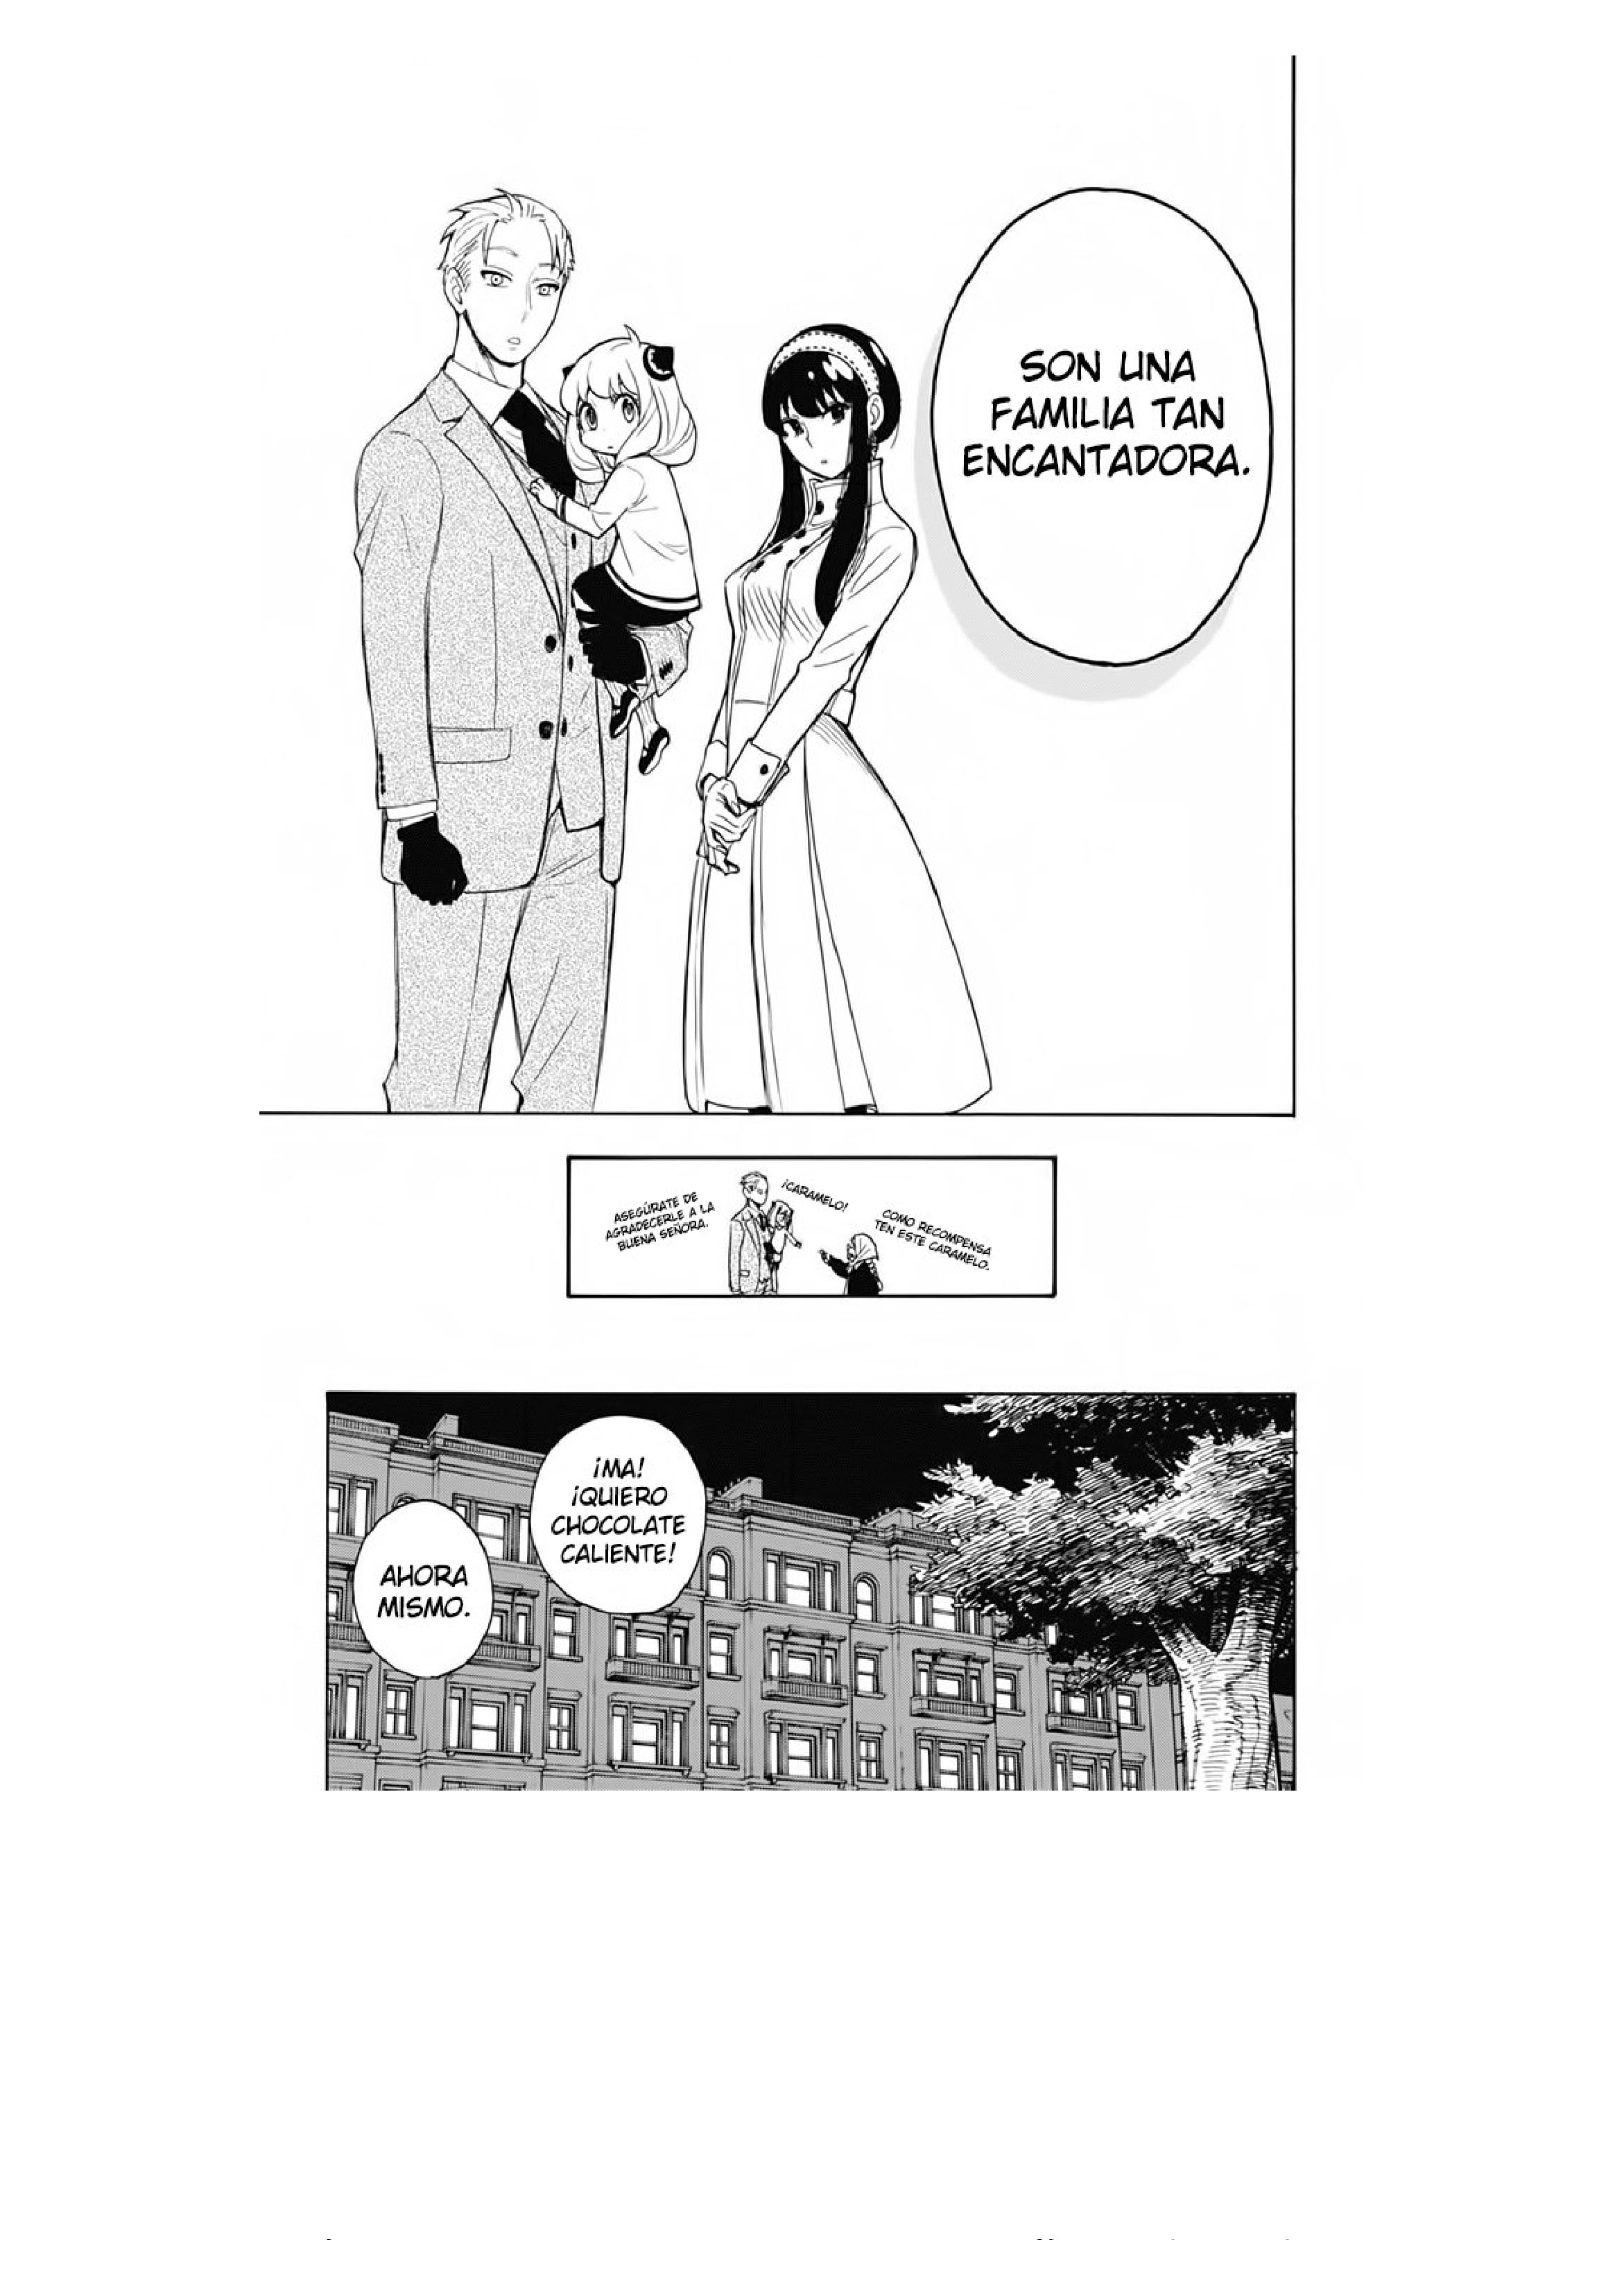 SON UNA
FAMILIA TAN
ENCANTADORA.
COMO RECOMPENSA
TEN ESTE CARAMELO.
¡CARAMELO!
ASEGÚRATE DE
AGRADECERLE A LA
BUENA SEÑORA.
¡MA!
¡QUIERO
CHOCOLATE
CALIENTE!
AHORA
MISMO.